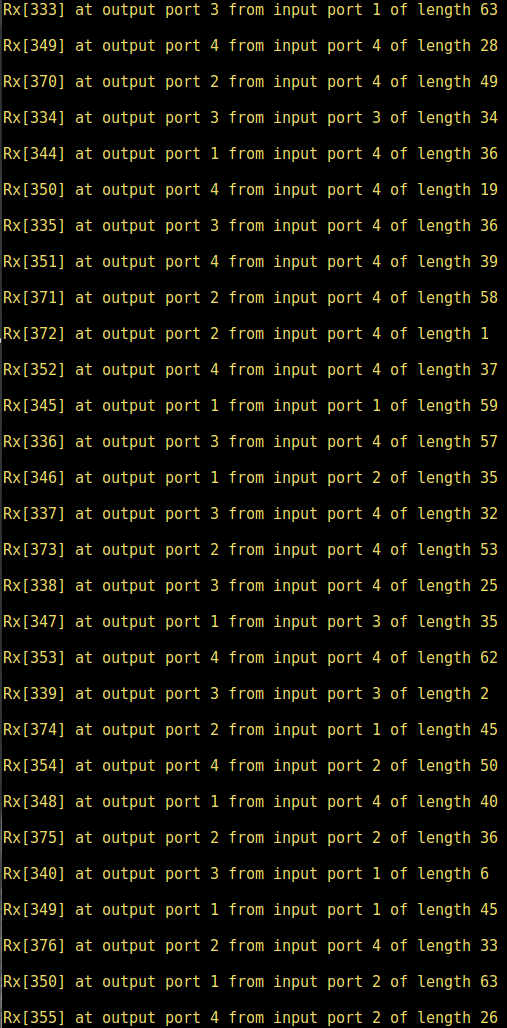 Rx[333] at output port 3 from input port 1 of length 63
Rx[349] at output port 4 from input port 4 of length 28
Rx[370] at output port 2 from input port 4 of length 49
Rx[334] at output port 3 from input port 3 of length 34
Rx[344] at output port 1 from input port 4 of length 36
Rx[350] at output port 4 from input port 4 of length 19
Rx[335] at output port 3 from input port 4 of length 36
Rx[351] at output port 4 from input port 4 of length 39
Rx[371] at output port 2 from input port 4 of length 58
Rx[372] at output port 2 from input port 4 of length 1
Rx[352] at output port 4 from input port 4 of length 37
Rx[345] at output port 1 from input port 1 of length 59
Rx[336] at output port 3 from input port 4 of length 57
Rx[346] at output port 1 from input port 2 of length 35
Rx[337] at output port 3 from input port 4 of length 32
Rx[373] at output port 2 from input port 4 of length 53
Rx[338] at output port 3 from input port 4 of length 25
Rx[347] at output port 1 from input port 3 of length 35
Rx[353] at output port 4 from input port 4 of length 62
Rx[339] at output port 3 from input port 3 of length 2
Rx[374] at output port 2 from input port 1 of length 45
Rx[354] at output port 4 from input port 2 of length 50
Rx[348] at output port 1 from input port 4 of length 40
Rx[375] at output port 2 from input port 2 of length 36
Rx[340] at output port 3 from input port 1 of length 6
Rx[349] at output port 1 from input port 1 of length 45
Rx[376] at output port 2 from input port 4 of length 33
Rx[350] at output port 1 from input port 2 of length 63
Rx[355] at output port 4 from input port 2 of length 26